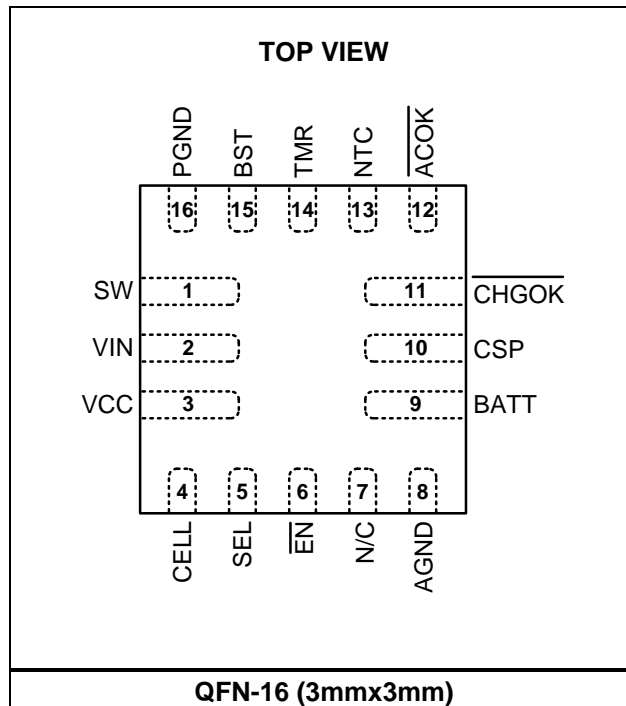 TOP VIEW
PGND
BST
TMR
NTC
ACOK
16 15 14 13 12
SW 1 11 CHGOK
VIN 2 10 CSP
VCC 3 9 BATT
4 5 6 7 8
CELL
SEL
EN
N/C
AGND
QFN-16 (3mmx3mm)